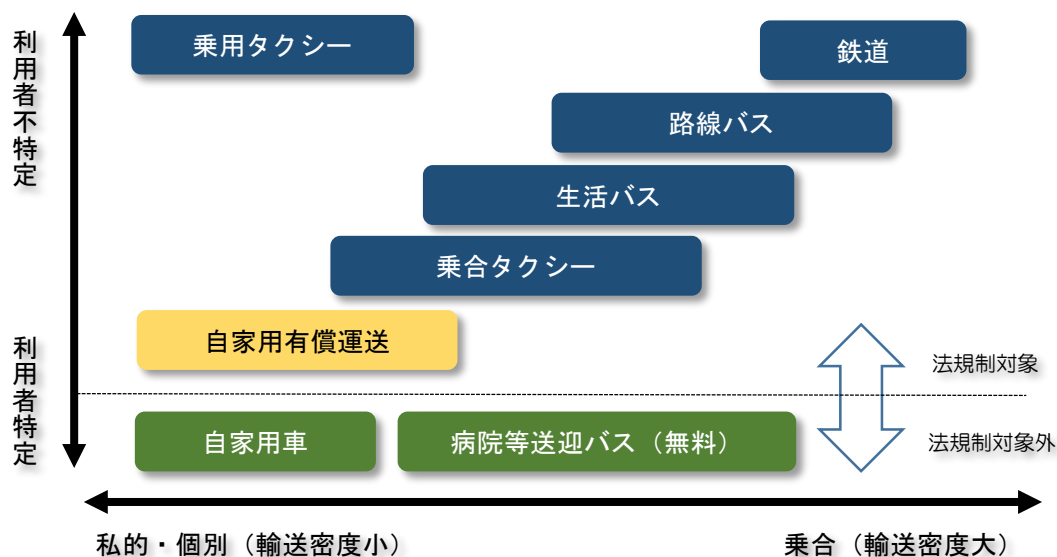 利用者不特定
乗用タクシー
鉄道
路線バス
生活バス
乗合タクシー
利用者特定
自家用有償運送
法規制対象
自家用車
病院等送迎バス（無料）
法規制対象外
私的・個別（輸送密度小）
乗合（輸送密度大）